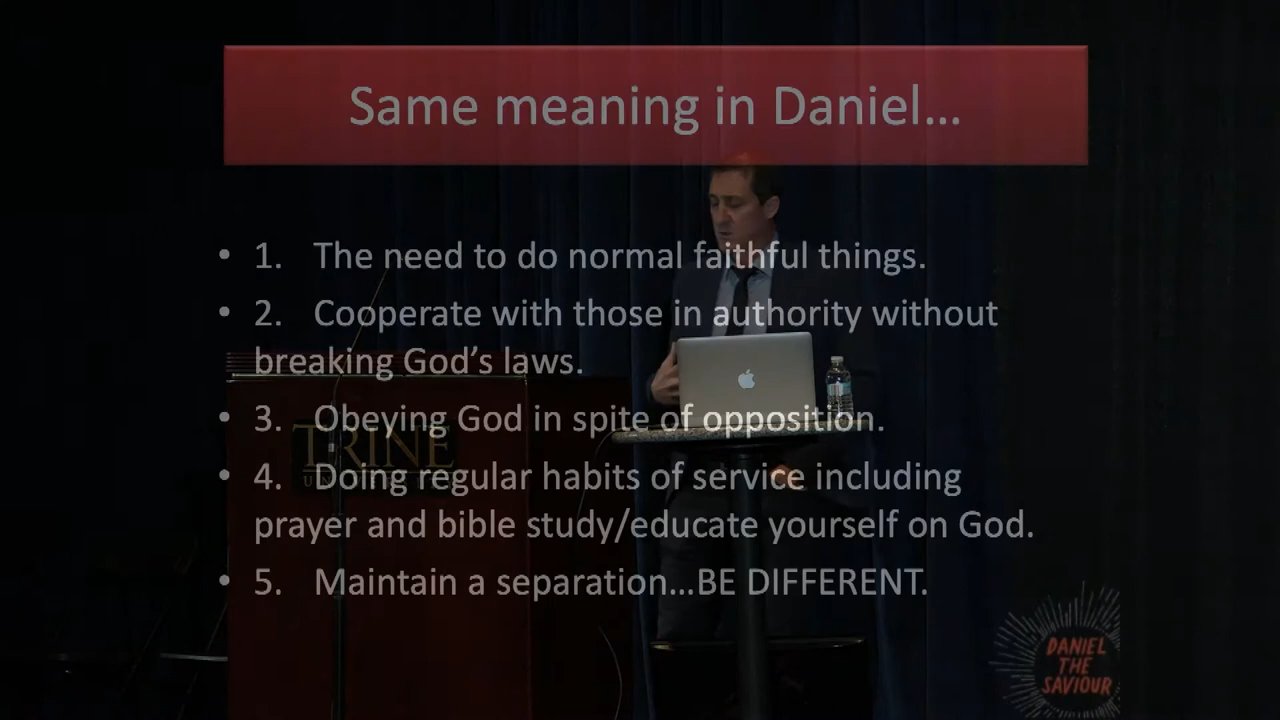 Same meaning in Daniel…
• 1. The need to do normal faithful things.
• 2. Cooperate with those in authority without
breaking God's laws.
• 3. Obeying God in spite of opposition.
TRINE
• 4. Doing regular habits of service including
prayer and bible study/educate yourself on God.
• 5. Maintain a separation…BE DIFFERENT.
DANIEL
THE
SAVIOUR